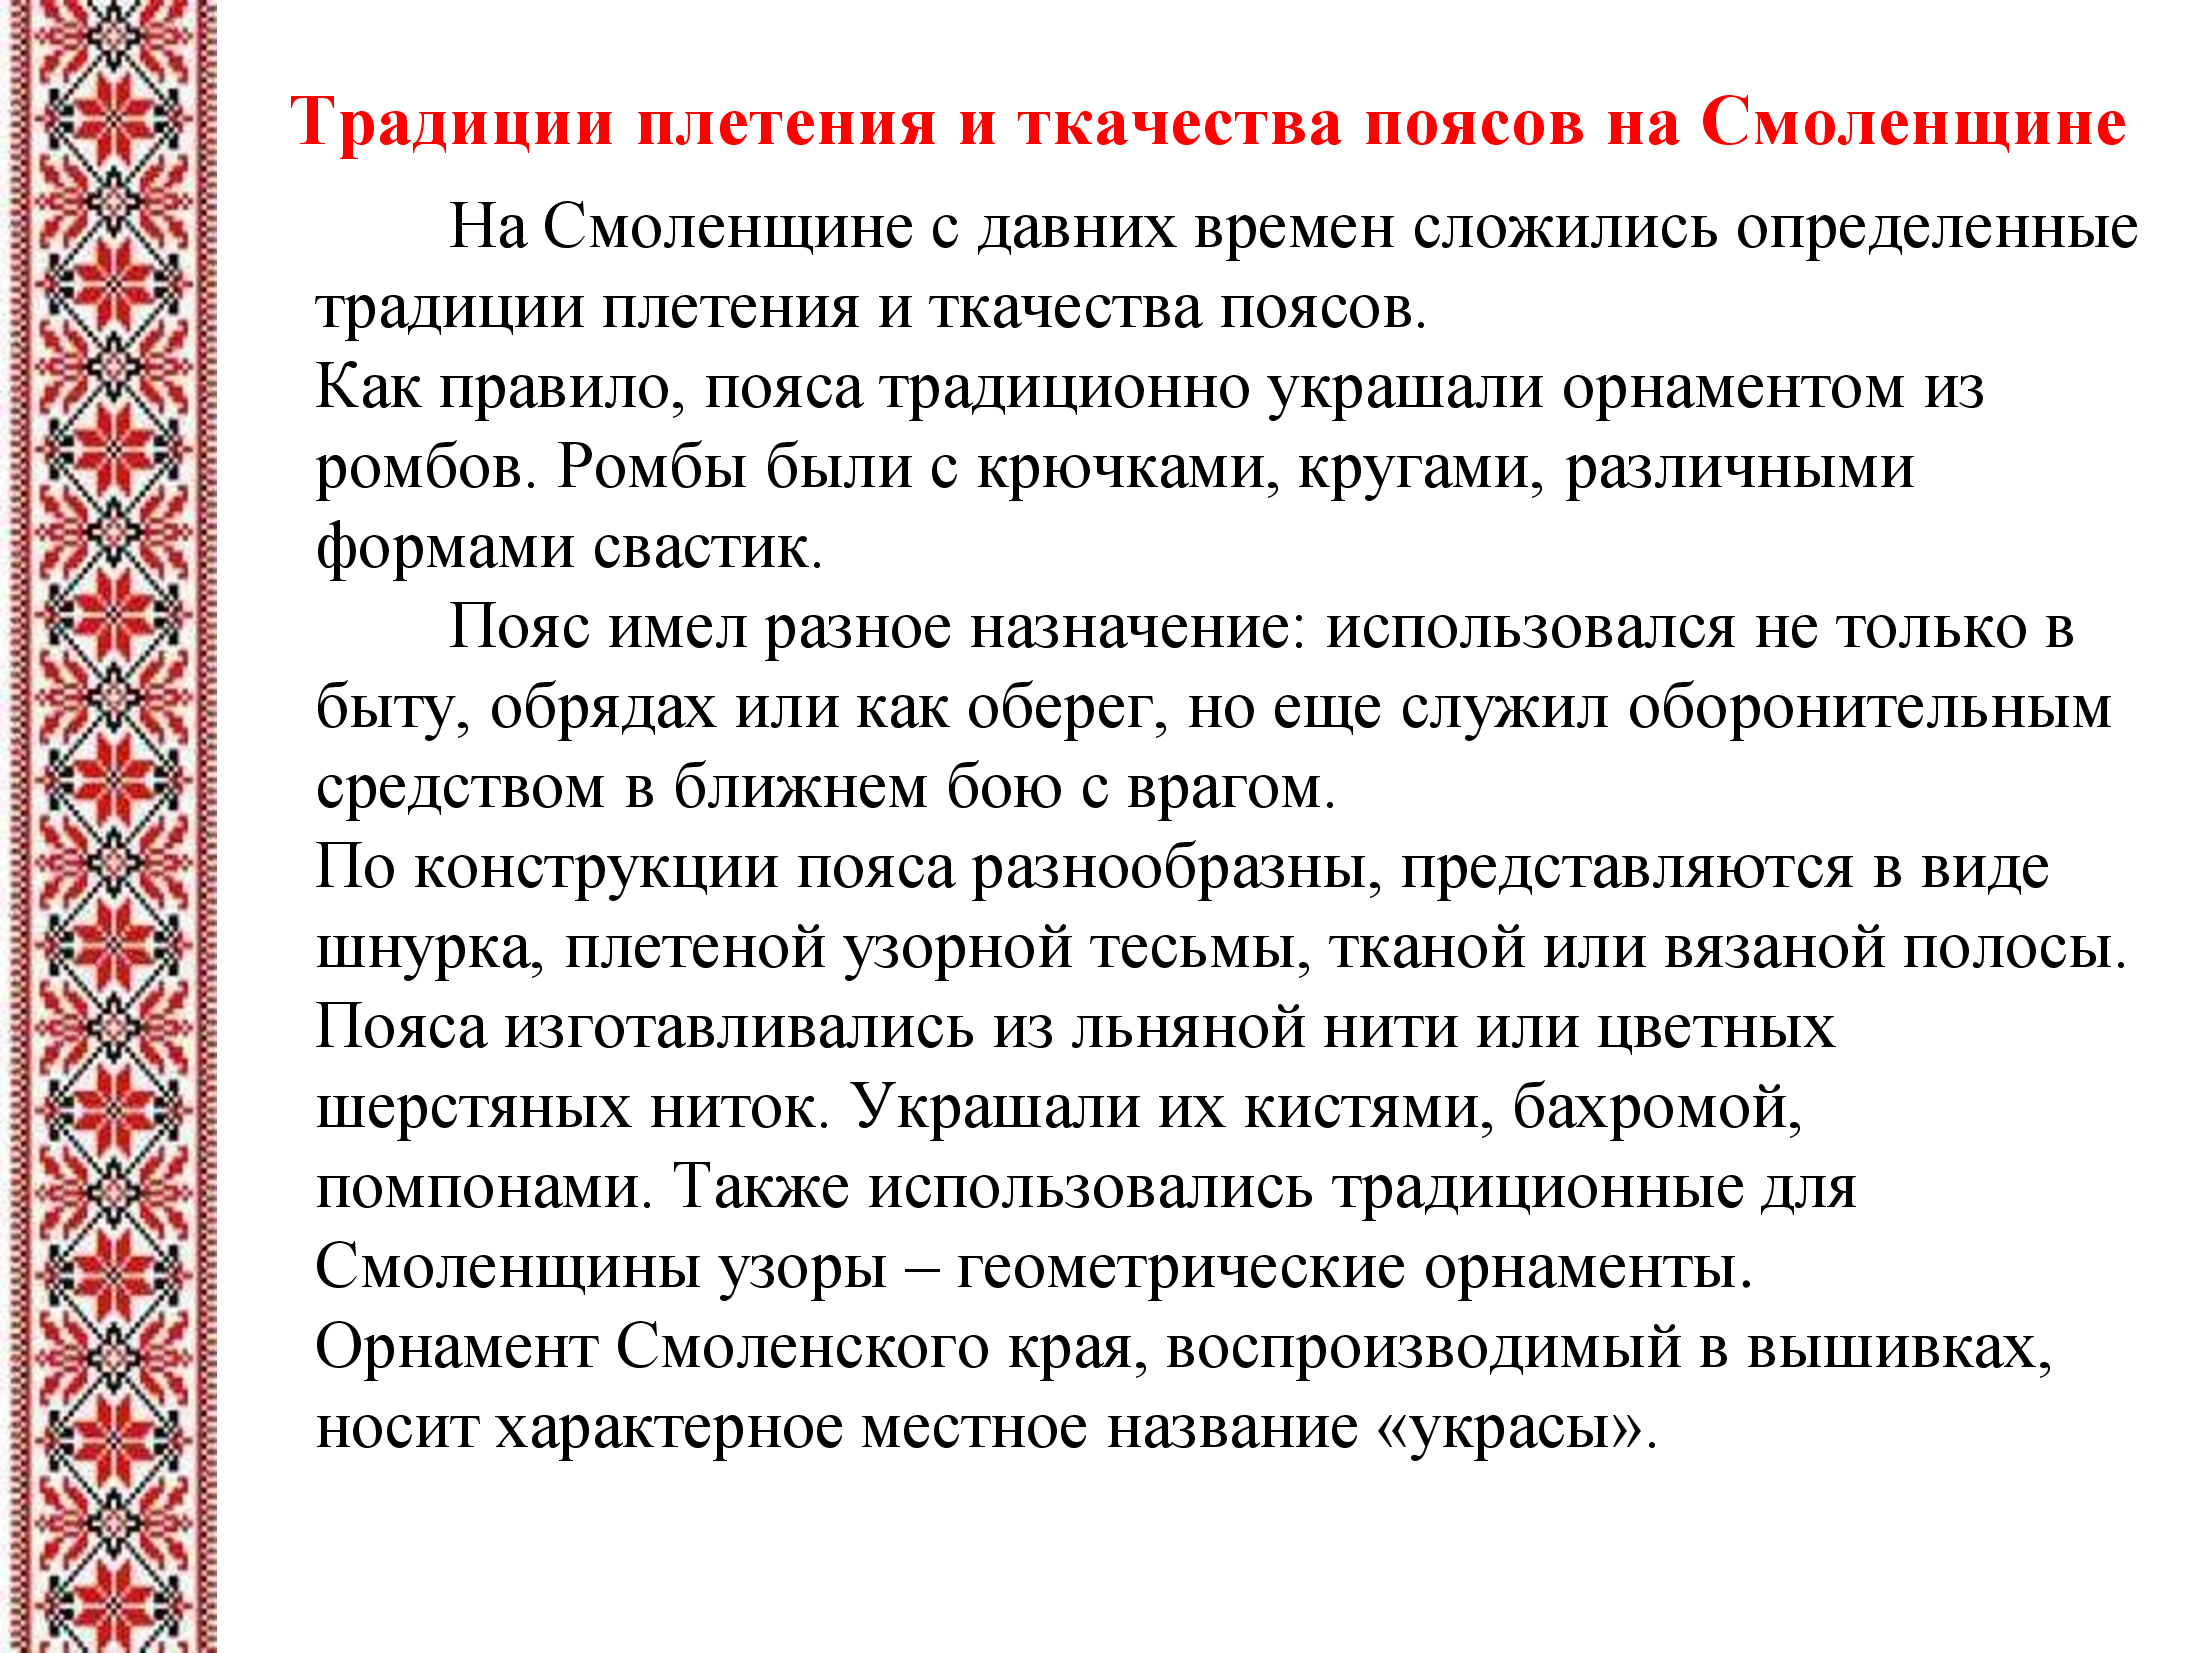 Традиции плетения и ткачества поясов на Смоленщине
На Смоленщине с давних времен сложились определенные
традиции плетения и ткачества поясов.
Как правило, пояса традиционно украшали орнаментом из
ромбов. Ромбы были с крючками, кругами, различными
формами свастик.
Пояс имел разное назначение: использовался не только в
быту, обрядах или как оберег, но еще служил оборонительным
средством в ближнем бою с врагом.
По конструкции пояса разнообразны, представляются в виде
шнурка, плетеной узорной тесьмы, тканой или вязаной полосы.
Пояса изготавливались из льняной нити или цветных
шерстяных ниток. Украшали их кистями, бахромой,
помпонами. Также использовались традиционные для
Смоленщины узоры – геометрические орнаменты.
Орнамент Смоленского края, воспроизводимый в вышивках,
носит характерное местное название «украсы».